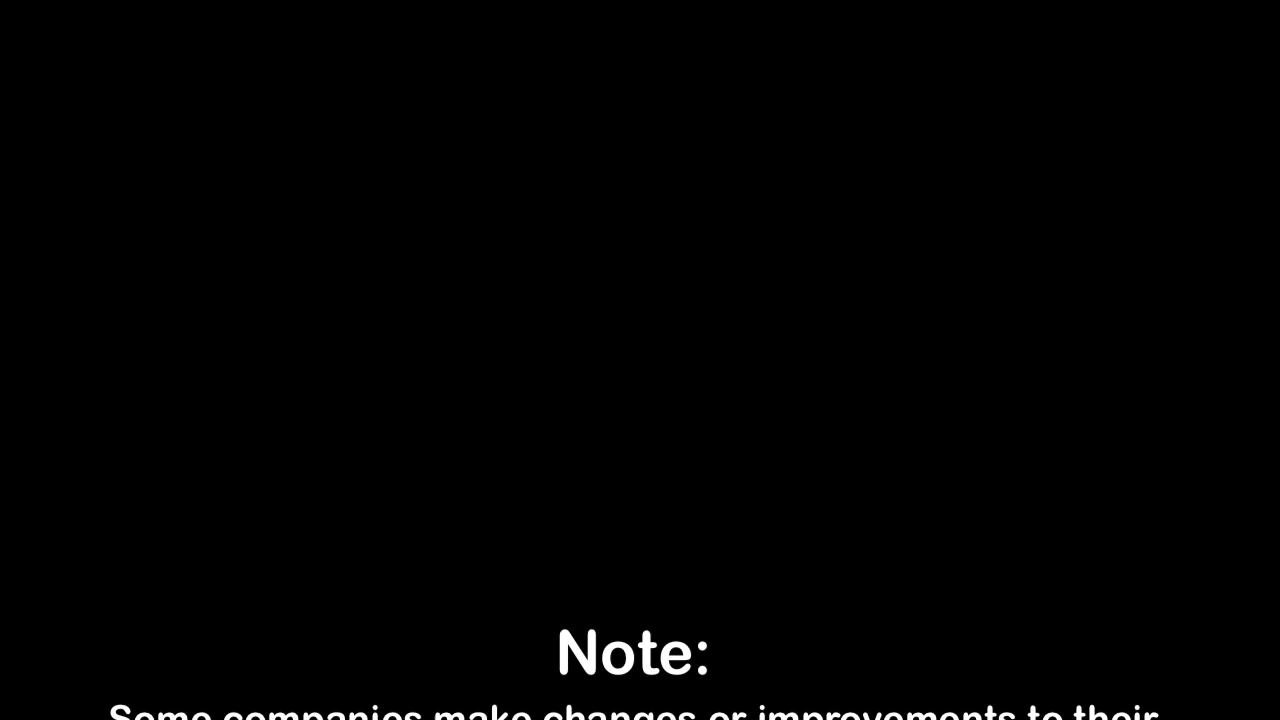 Note:
Some companies make changes or improvements to their